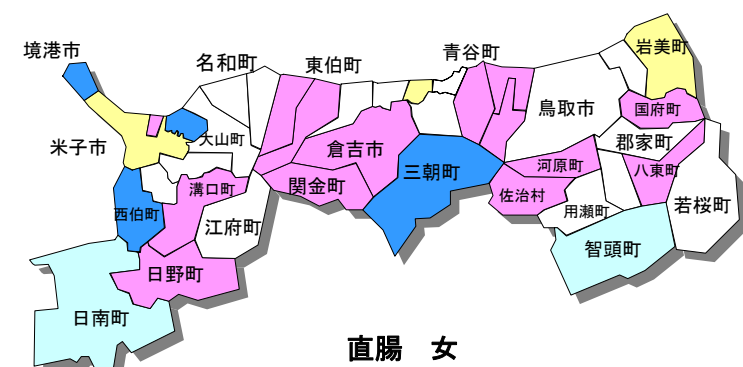 境港市
名和町
東伯町
青谷町
岩美町
米子市
大山町
倉吉市
鳥取市
国府町
郡家町
溝口町
関金町
三朝町
河原町
八東町
佐治村
西伯町
江府町
用瀬町
若桜町
智頭町
日野町
日南町
直腸 女